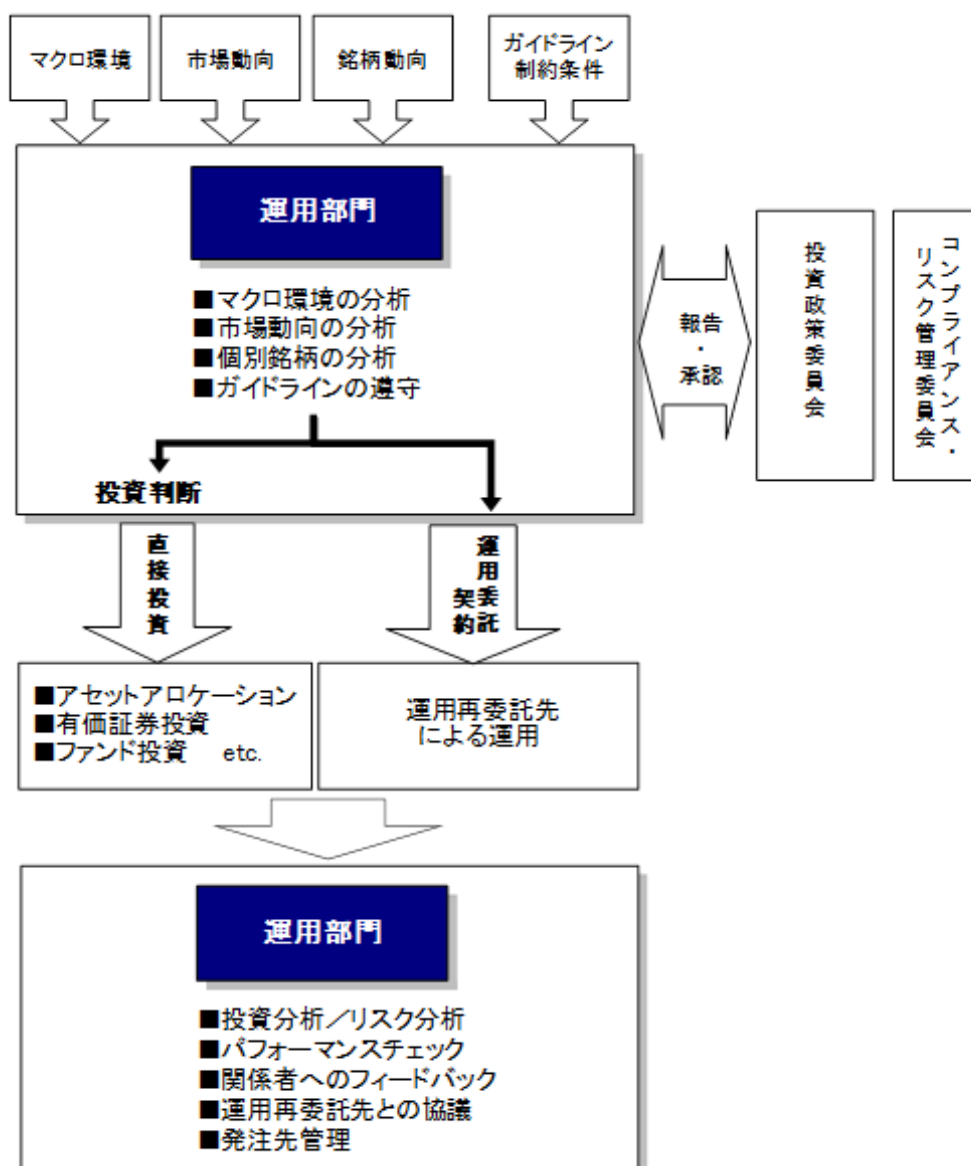 マクロ環境
市場動向
銘柄動向
ガイドライン
制約条件
運用部門
■マクロ環境の分析
■市場動向の分析
■個別銘柄の分析
■ガイドラインの遵守
報告
・
承認
投資政策委員会
コンプライアンス・
リスク管理委員会
投資判断
直接投資
運用委託
契約
■アセットアロケーション
■有価証券投資
■ファンド投資 etc.
運用再委託先
による運用
運用部門
■投資分析／リスク分析
■パフォーマンスチェック
■関係者へのフィードバック
■運用再委託先との協議
■発注先管理